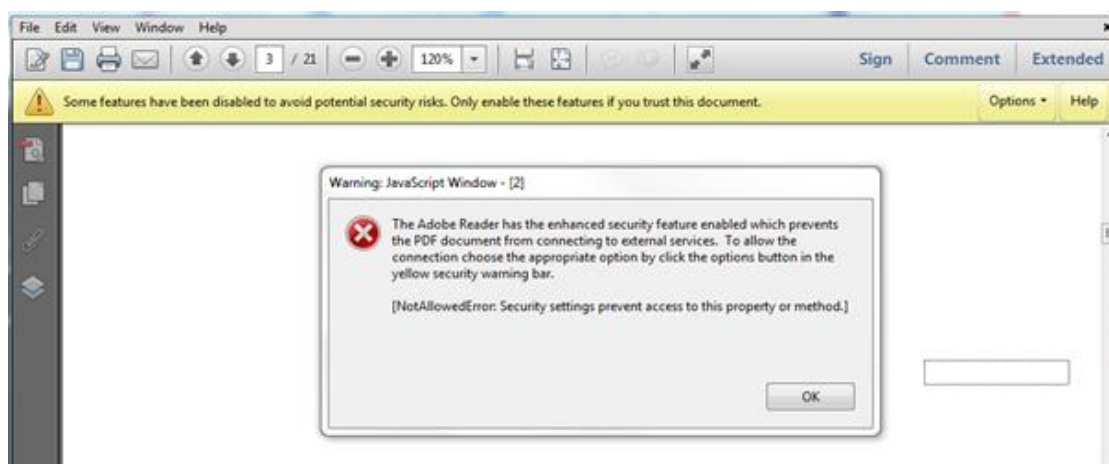 File Edit View Window Help
3 / 21 120% Sign Comment Extended
Some features have been disabled to avoid potential security risks. Only enable these features if you trust this document. Options Help
Warning: JavaScript Window - [2]
The Adobe Reader has the enhanced security feature enabled which prevents
the PDF document from connecting to external services. To allow the
connection choose the appropriate option by click the options button in the
yellow security warning bar.
[NotAllowedError: Security settings prevent access to this property or method.]
OK